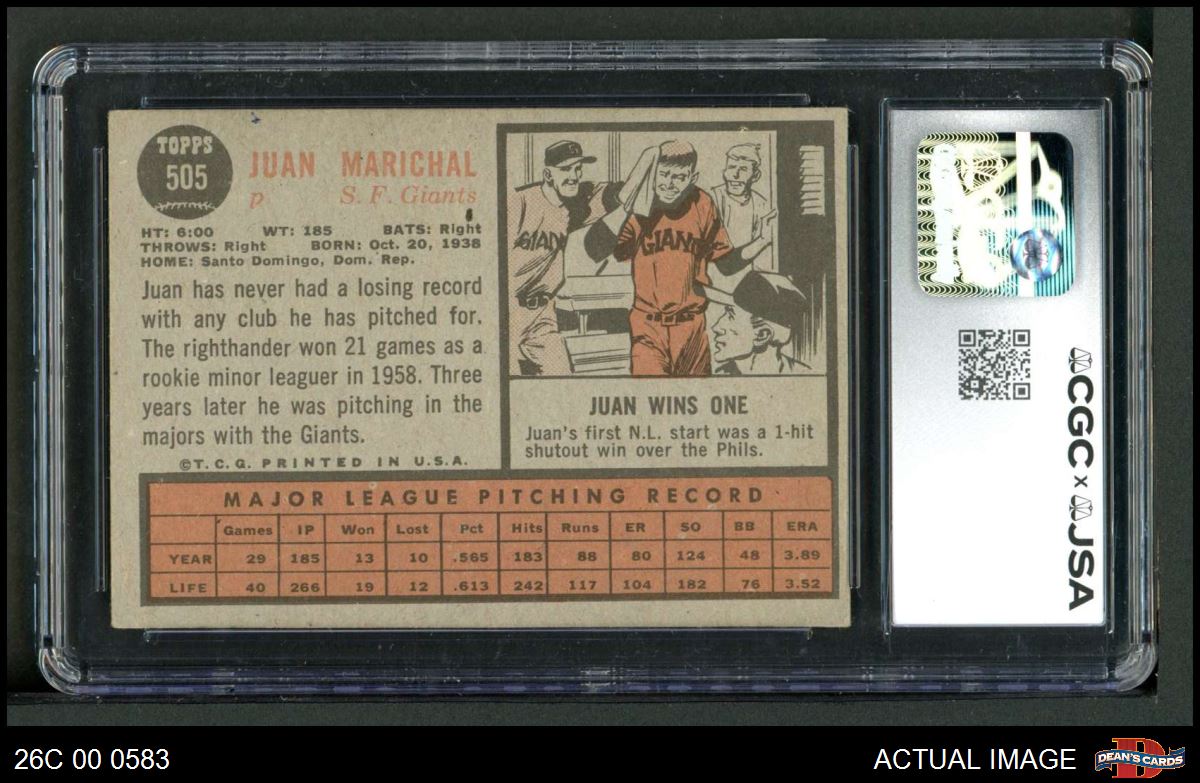 TOPPS
505
JUAN MARICHAL
p S. F. Giants
HT: 6:00 WT: 185 BATS: Right
THROWS: Right BORN: Oct. 20, 1938
HOME: Santo Domingo, Dom. Rep.
Juan has never had a losing record
with any club he has pitched for.
The righthander won 21 games as a
rookie minor leaguer in 1958. Three
years later he was pitching in the
majors with the Giants.
©T. C. G. PRINTED IN U.S.A.
GIAN
GIANT
JUAN WINS ONE
Juan's first N.L. start was a 1-hit
shutout win over the Phils.
MAJOR LEAGUE PITCHING RECORD
Games IP Won Lost Pct Hits Runs ER SO BB ERA
YEAR 29 185 13 10 .565 183 88 80 124 48 3.89
LIFE 40 266 19 12 .613 242 117 104 182 76 3.52
CGC x JSA
26C 00 0583
ACTUAL IMAGE
DEAN'S CARDS